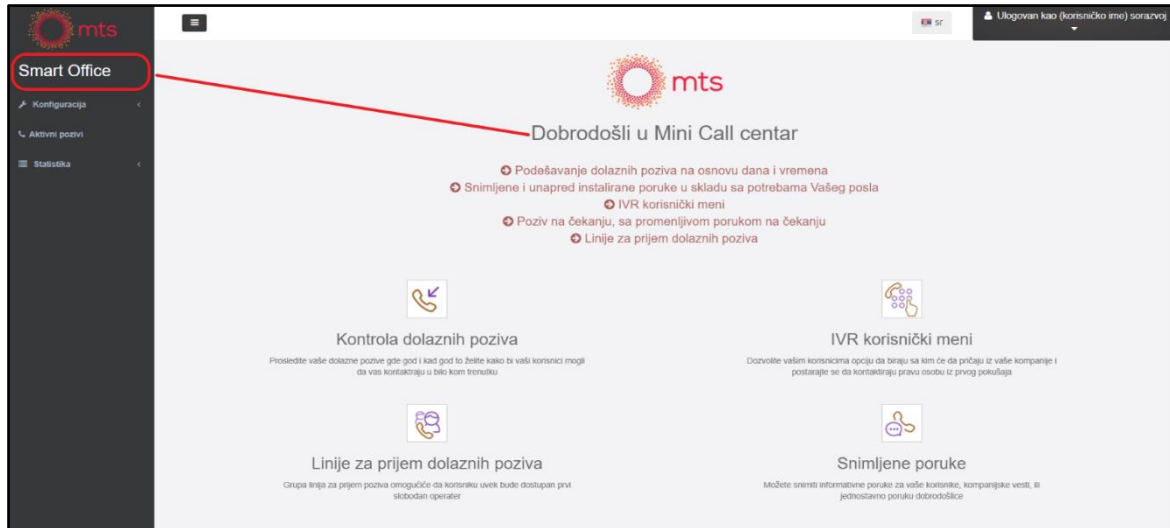 mts
Smart Office
Konfiguracija
Aktivni pozivi
Statistika
sr
Ulogovan kao (korisničko ime) sorazvoj
mts
Dobrodošli u Mini Call centar
Podešavanje dolaznih poziva na osnovu dana i vremena
Snimljene i unapred instalirane poruke u skladu sa potrebama Vašeg posla
IVR korisnički meni
Poziv na čekanju, sa promenljivom porukom na čekanju
Linije za prijem dolaznih poziva
Kontrola dolaznih poziva
Prosledite vaše dolazne pozive gde god i kad god to želite kako bi vaši korisnici mogli
da vas kontaktraju u bilo kom trenutku
IVR korisnički meni
Dozvolite vašim korisnicima opciju da biraju sa kim će da pričaju iz vaše kompanije i
postarajte se da kontaktiraju pravu osobu iz prvog pokušaja
Linije za prijem dolaznih poziva
Grupa linija za prijem poziva omogućiće da korisniku uvek bude dostupan prvi
slobodan operater
Snimljene poruke
Možete snimiti informativne poruke za vaše korisnike, kompanijske vesti, ili
jednostavno poruku dobrodošlice